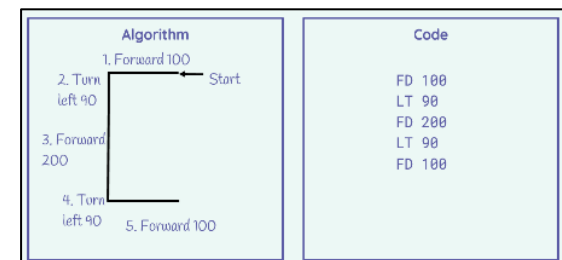 Algorithm
1. Forward 100
Start
2. Turn
left 90
3. Forward
200
4. Turn
left 90
5. Forward 100
Code
FD 100
LT 90
FD 200
LT 90
FD 100